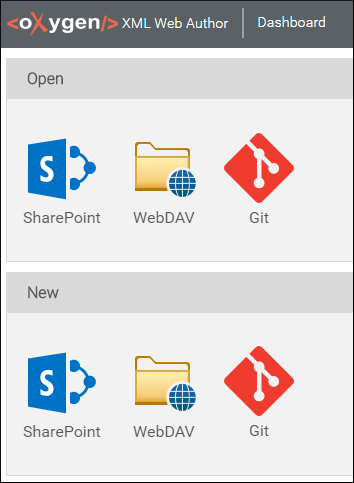 <oXygen/> XML Web Author Dashboard
Open
S
SharePoint WebDAV Git
New
S
SharePoint WebDAV Git